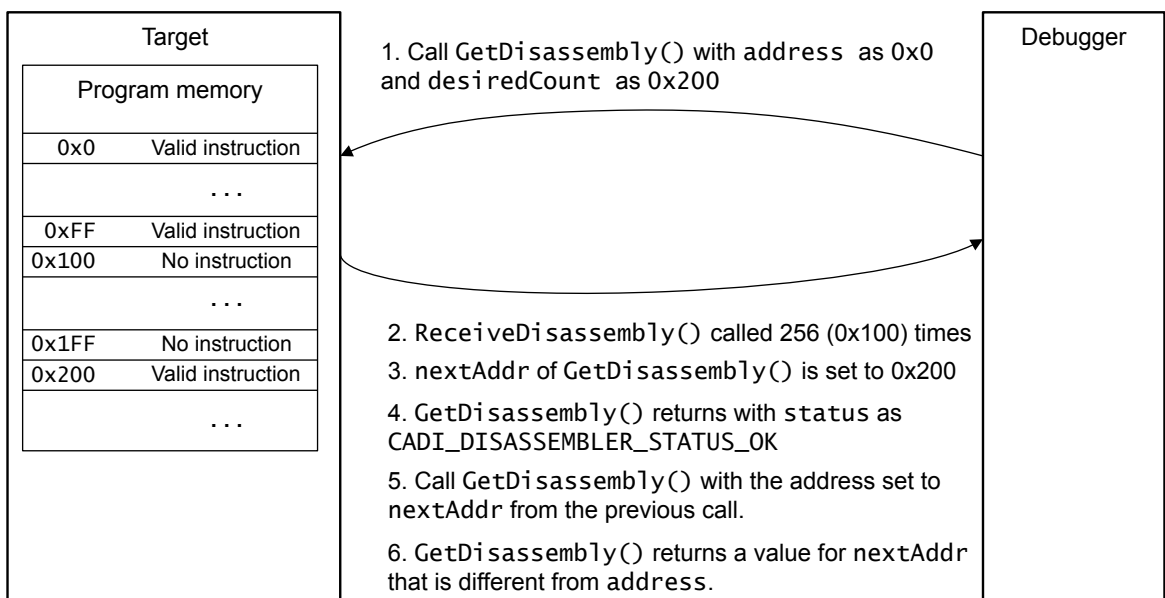 Target
Program memory
0x0 Valid instruction
...
0xFF Valid instruction
0x100 No instruction
...
0x1FF No instruction
0x200 Valid instruction
...
1. Call GetDisassembly() with address as 0x0
and desiredCount as 0x200
2. ReceiveDisassembly() called 256 (0x100) times
3. nextAddr of GetDisassembly() is set to 0x200
4. GetDisassembly() returns with status as
CADI_DISASSEMBLER_STATUS_OK
5. Call GetDisassembly() with the address set to
nextAddr from the previous call.
6. GetDisassembly() returns a value for nextAddr
that is different from address.
Debugger